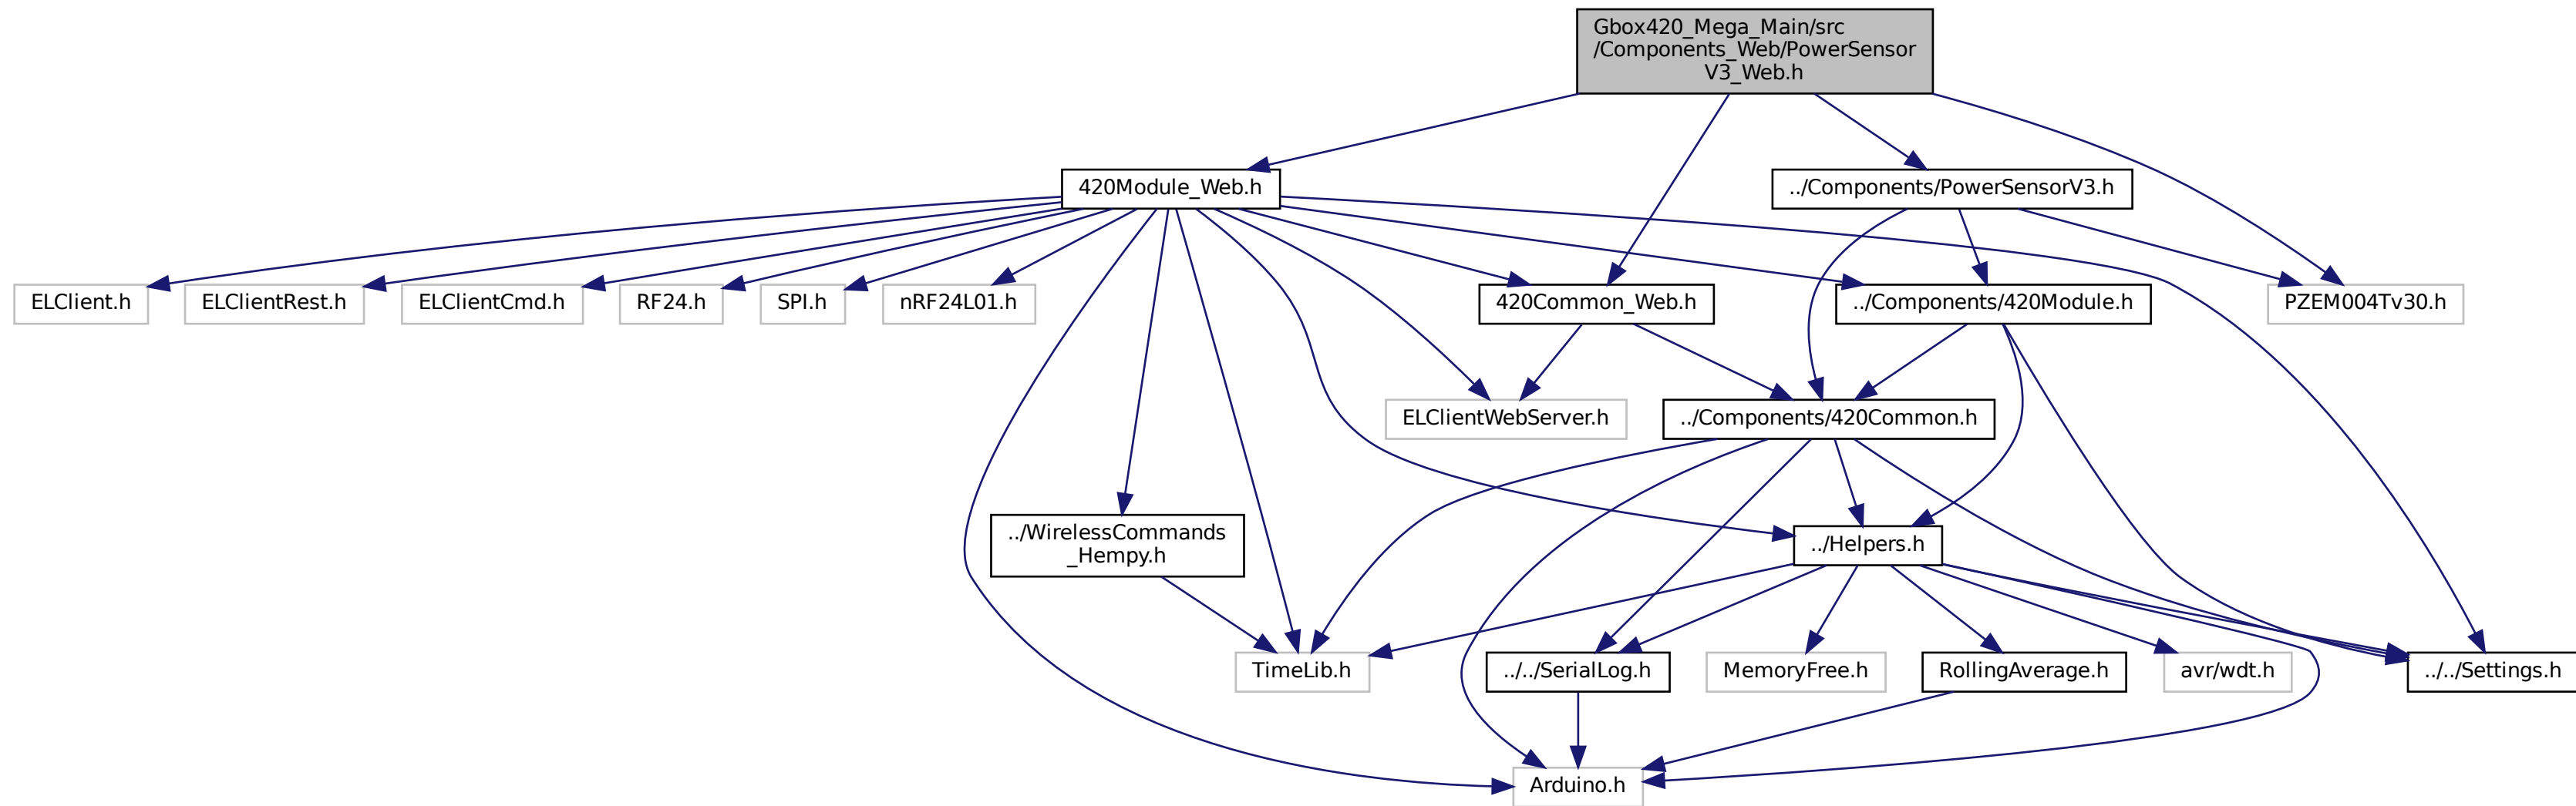 Gbox420_Mega_Main/src
/Components_Web/PowerSensor
V3_Web.h
420Module_Web.h
../Components/PowerSensorV3.h
ELClient.h
ELClientRest.h
ELClientCmd.h
RF24.h
SPI.h
nRF24L01.h
420Common_Web.h
../Components/420Module.h
PZEM004Tv30.h
ELClientWebServer.h
../Components/420Common.h
../WirelessCommands
_Hempy.h
../Helpers.h
TimeLib.h
../../SerialLog.h
MemoryFree.h
RollingAverage.h
avr/wdt.h
../../Settings.h
Arduino.h